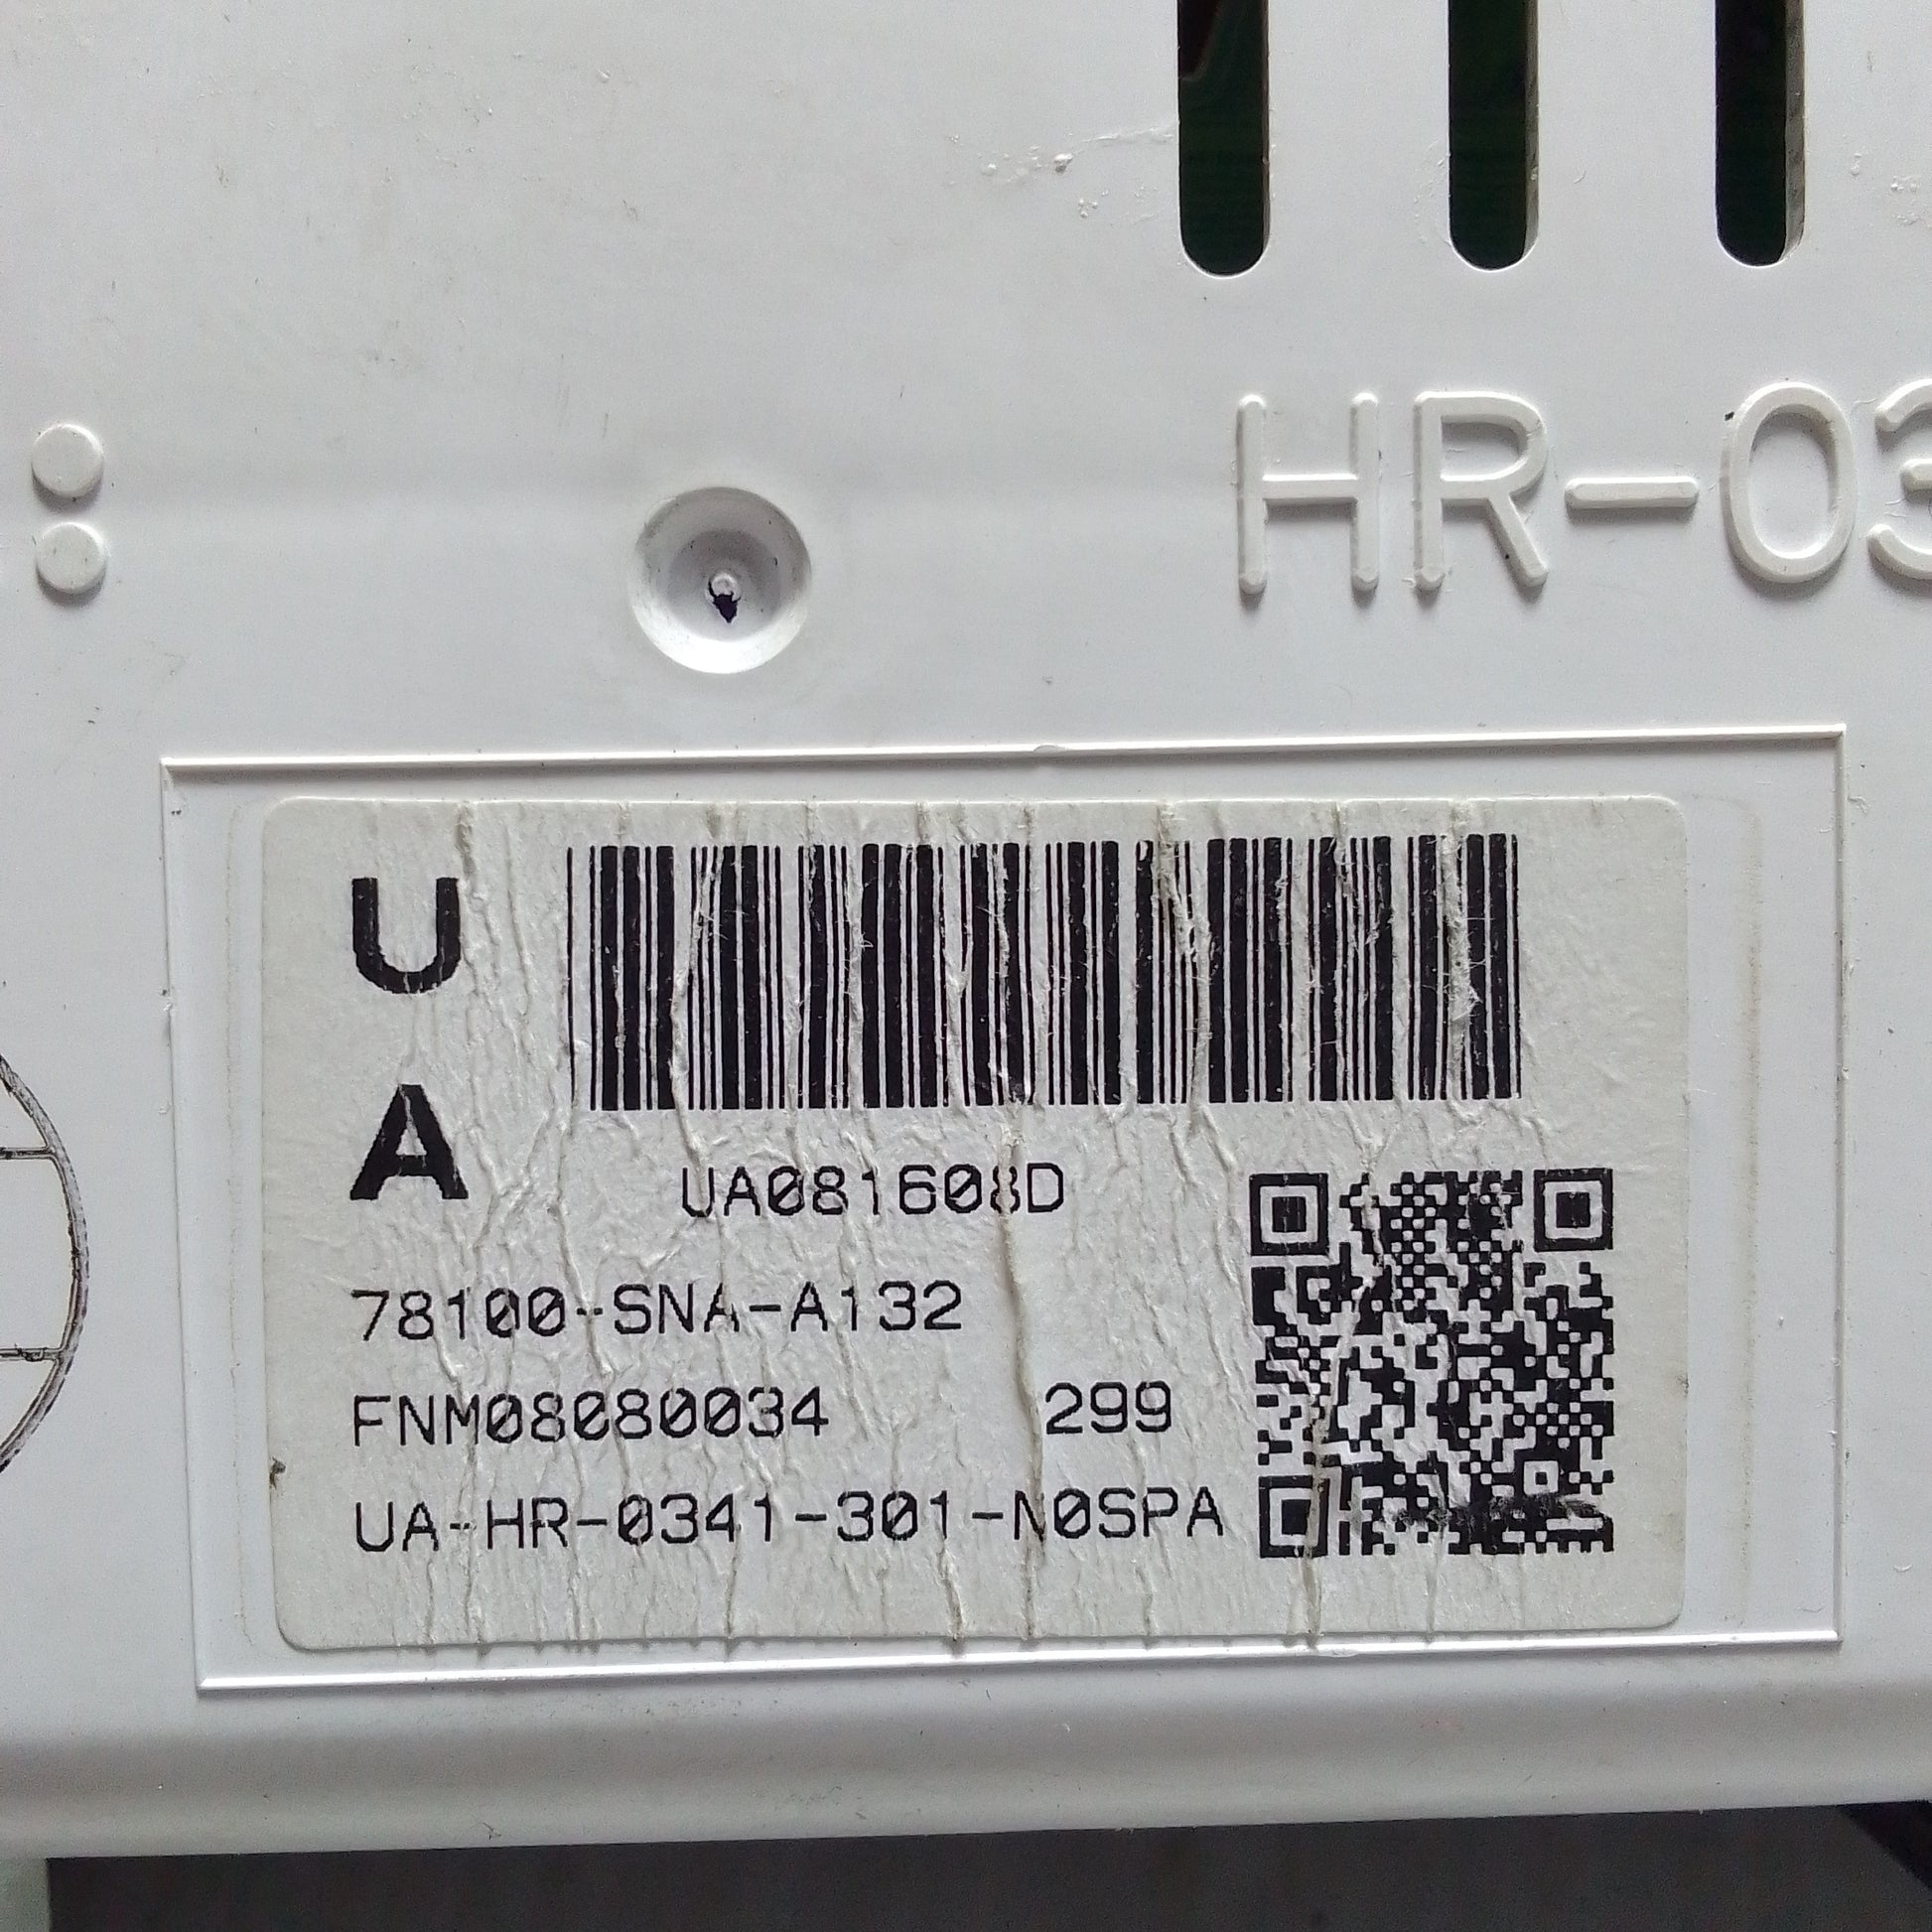 HR-03
U
A
UA081608D
78100-SNA-A132
FNM08080034 299
UA-HR-0341-301-N0SPA